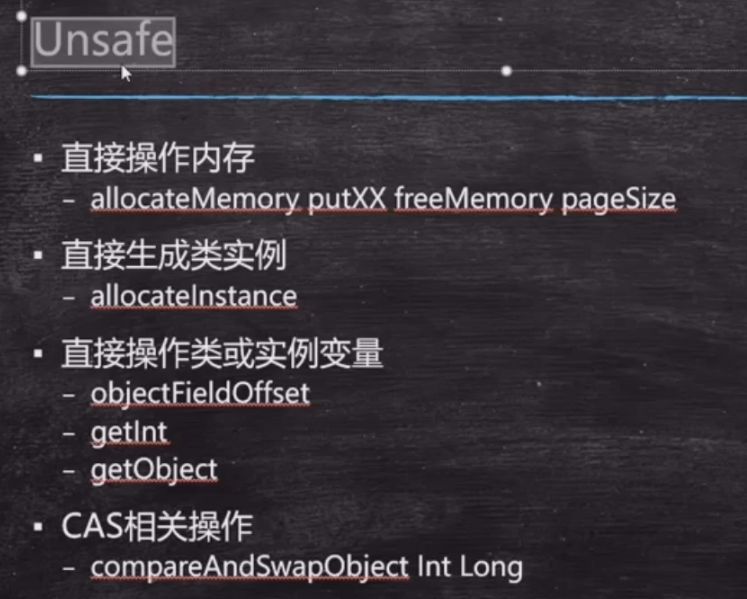 Unsafe
▪ 直接操作内存
– allocateMemory putXX freeMemory pageSize
▪ 直接生成类实例
– allocateInstance
▪ 直接操作类或实例变量
– objectFieldOffset
– getInt
– getObject
▪ CAS相关操作
– compareAndSwapObject Int Long